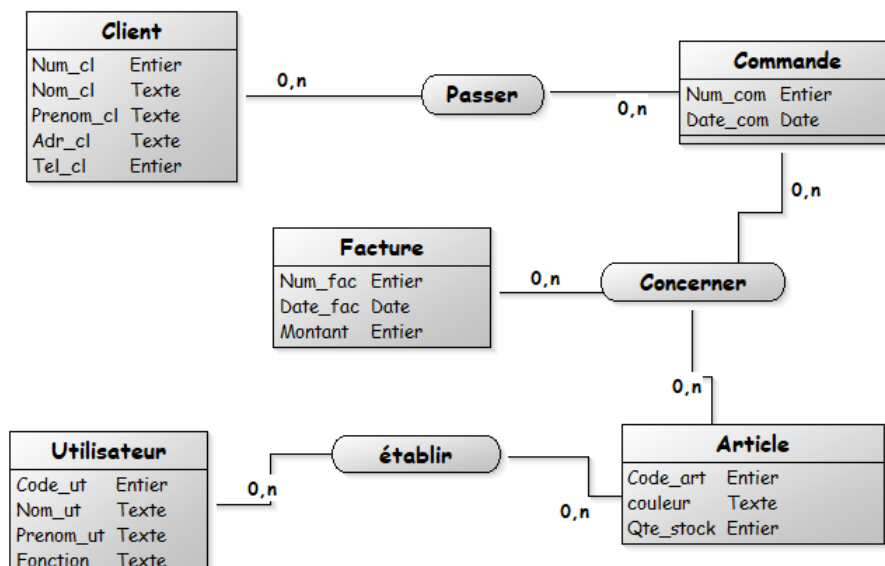 Client
Num_cl Entier
Nom_cl Texte
Prenom_cl Texte
Adr_cl Texte
Tel_cl Entier
0,n
Passer
0,n
Commande
Num_com Entier
Date_com Date
0,n
Facture
Num_fac Entier
Date_fac Date
Montant Entier
0,n
Concerner
0,n
Utilisateur
Code_ut Entier
Nom_ut Texte
Prenom_ut Texte
Fonction Texte
0,n
établir
0,n
Article
Code_art Entier
couleur Texte
Qte_stock Entier